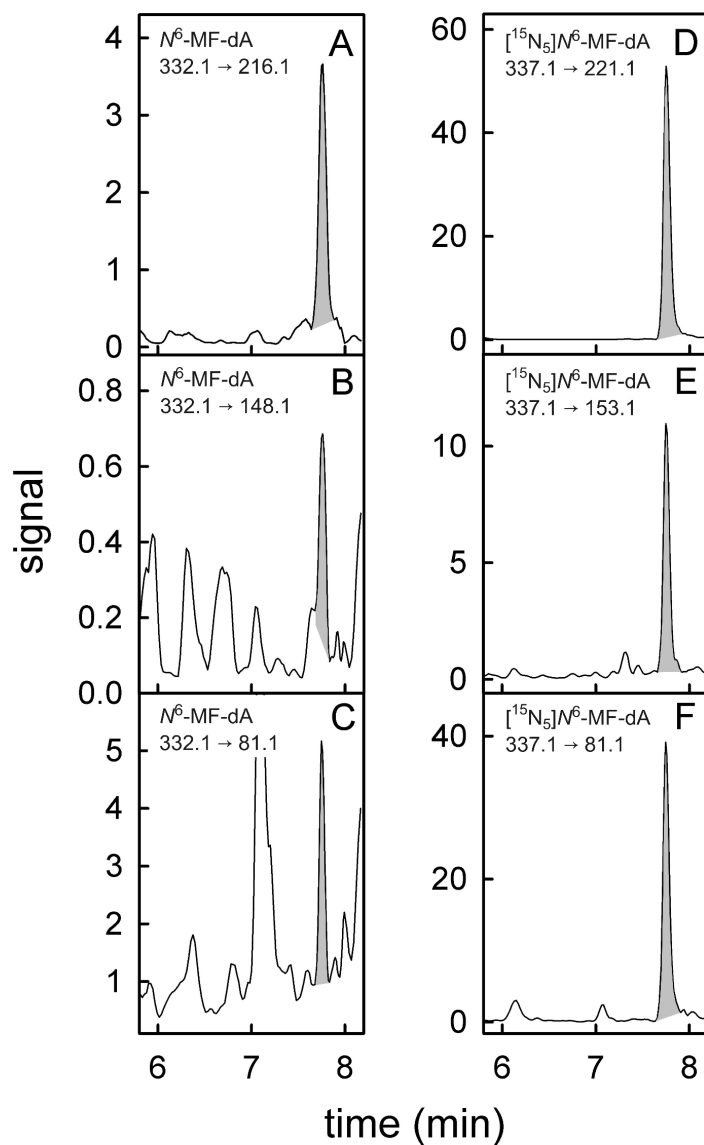 A
N⁶-MF-dA
332.1 → 216.1
4
3
2
1
0
B
N⁶-MF-dA
332.1 → 148.1
0.8
0.6
0.4
0.2
0.0
C
N⁶-MF-dA
332.1 → 81.1
5
4
3
2
1
6 7 8
D
[¹⁵N₅]N⁶-MF-dA
337.1 → 221.1
60
40
20
0
E
[¹⁵N₅]N⁶-MF-dA
337.1 → 153.1
10
5
0
F
[¹⁵N₅]N⁶-MF-dA
337.1 → 81.1
40
20
0
6 7 8
signal
time (min)